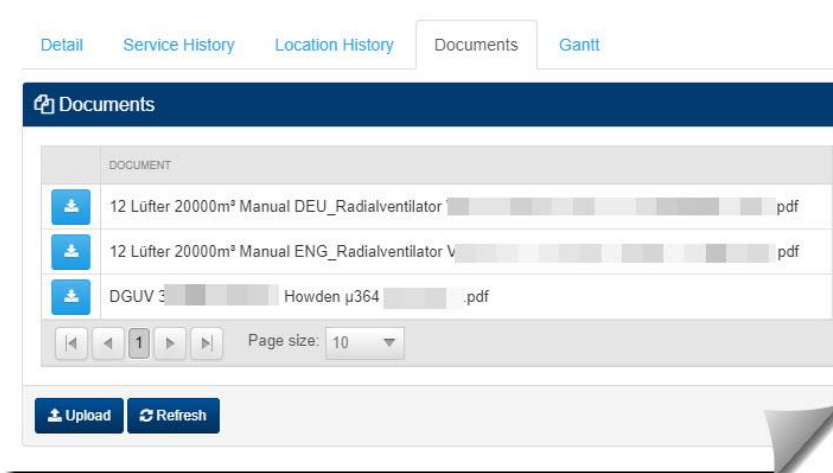 Detail Service History Location History Documents Gantt
Documents
DOCUMENT
12 Lüfter 20000m³ Manual DEU_Radialventilator .pdf
12 Lüfter 20000m³ Manual ENG_Radialventilator V pdf
DGUV 3 Howden µ364 .pdf
1 Page size: 10
Upload Refresh